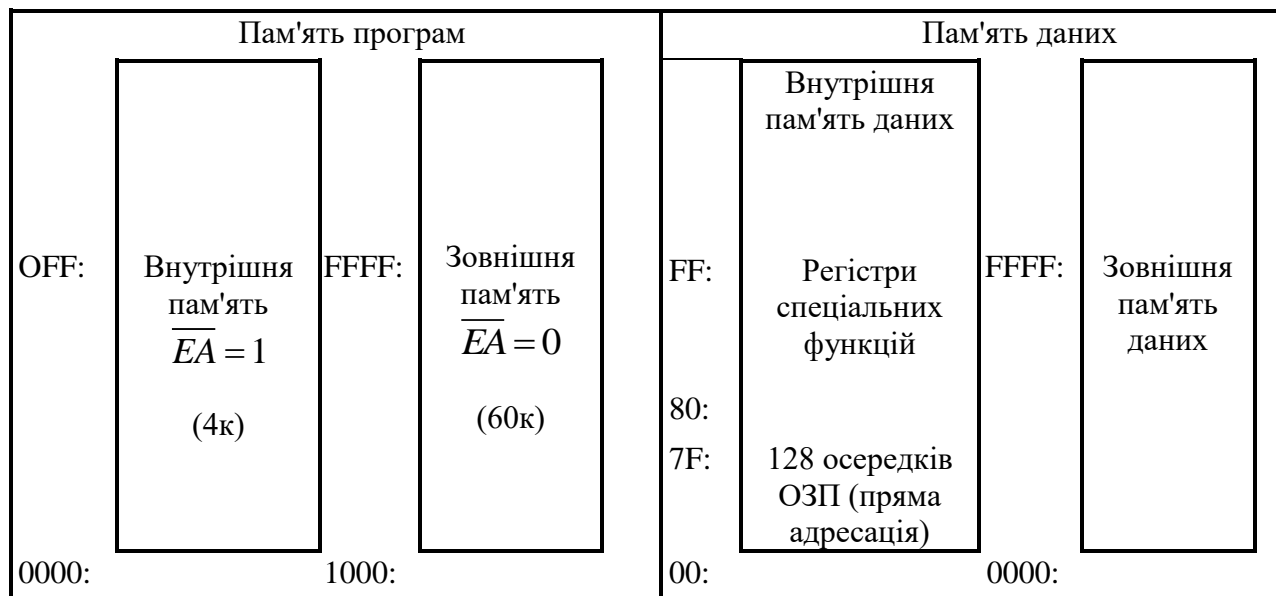 Пам'ять програм
OFF:
Внутрішня
пам'ять
EA = 1
(4к)
0000:
FFFF:
Зовнішня
пам'ять
EA = 0
(60к)
1000:
Пам'ять даних
Внутрішня
пам'ять даних
FF:
Регістри
спеціальних
функцій
80:
7F:
128 осередків
ОЗП (пряма
адресація)
00:
FFFF:
Зовнішня
пам'ять
даних
0000: